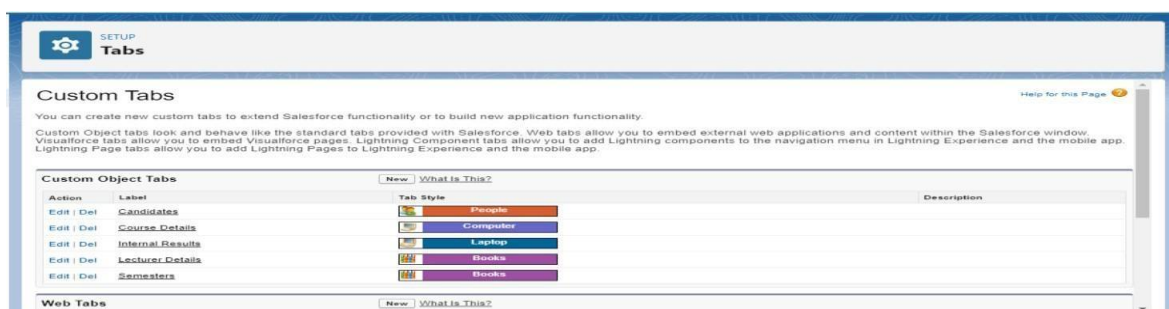 SETUP
Tabs
Custom Tabs
Help for this Page
You can create new custom tabs to extend Salesforce functionality or to build new application functionality.
Custom Object tabs look and behave like the standard tabs provided with Salesforce. Web tabs allow you to embed external web applications and content within the Salesforce window.
Visualforce tabs allow you to embed Visualforce pages. Lightning Component tabs allow you to add Lightning components to the navigation menu in Lightning Experience and the mobile app.
Lightning Page tabs allow you to add Lightning Pages to Lightning Experience and the mobile app.
Custom Object Tabs New What Is This?
Action Label Tab Style Description
Edit | Del Candidates People
Edit | Del Course Details Computer
Edit | Del Internal Results Laptop
Edit | Del Lecturer Details Books
Edit | Del Semesters Books
Web Tabs New What Is This?